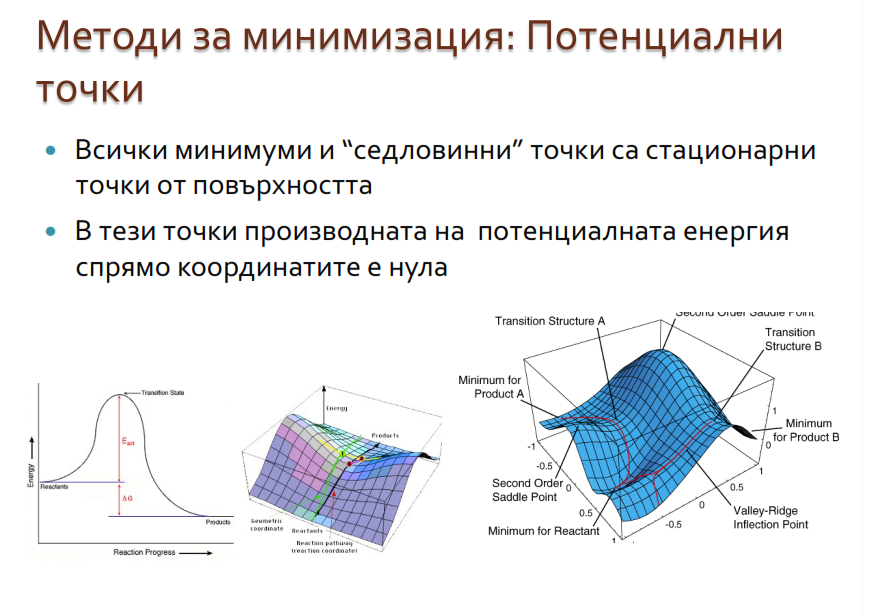 Методи за минимизация: Потенциални
точки
Всички минимуми и “седловинни” точки са стационарни
точки от повърхността
В тези точки производната на  потенциалната енергия
спрямо координатите е нула
Transition State
Energy
E act
Reactants
ΔG
Products
Reaction Progress
Energy
Products
Geometric
coordinate
Reactants
Reaction pathway
(reaction coordinate)
Second Order Saddle Point
Transition Structure A
Transition
Structure B
Minimum for
Product A
Minimum
for Product B
1
0
-1
-0.5
0
0.5
1
Second Order
Saddle Point
Minimum for Reactant
Valley-Ridge
Inflection Point
-0.5
0
0.5
1